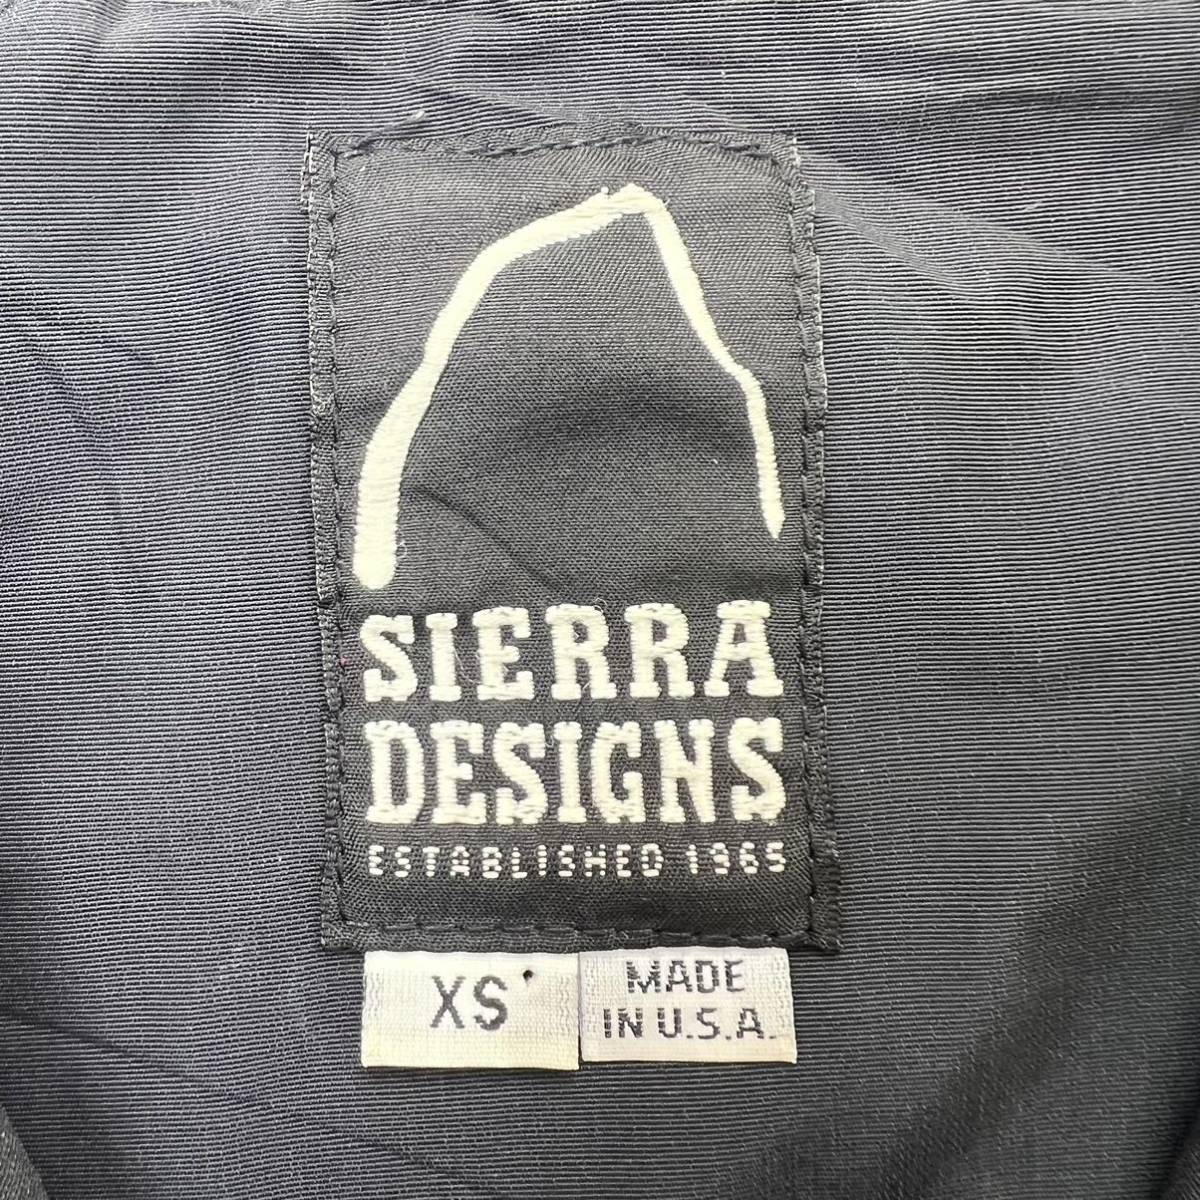 SIERRA
DESIGNS
ESTABLISHED 1965
XS
MADE
IN U.S.A.